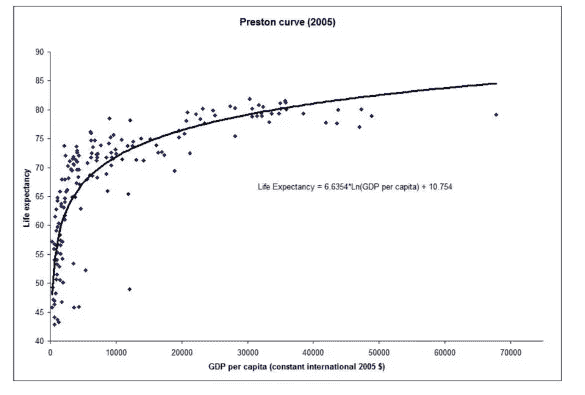 Preston curve (2005)
90
85
80
75
70
65
60
55
50
45
40
Life expectancy
Life Expectancy = 6.6354*Ln(GDP per capita) + 10.754
0 10000 20000 30000 40000 50000 60000 70000
GDP per capita (constant international 2005 $)